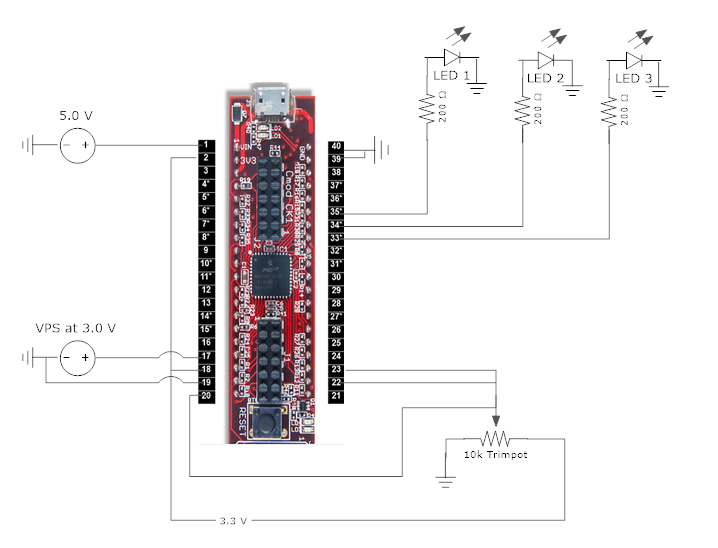 LED 1
LED 2
LED 3
200 Ω
200 Ω
200 Ω
5.0 V
VPS at 3.0 V
1
2
3
4*
5*
6*
7*
8*
9
10*
11*
12
13
14*
15*
16
17
18
19
20
40
39
38
37*
36*
35*
34*
33*
32*
31*
30
29
28
27*
26
25
24
23
22
21
VIN
3V3
GND
Cmod CK1
J2
IC1
J1
RESET
10k Trimpot
3.3 V